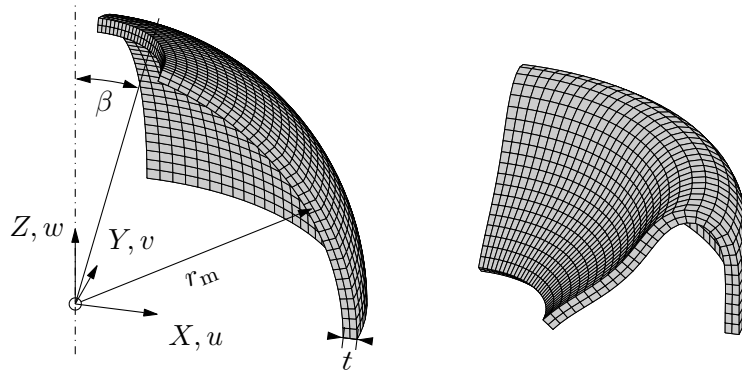 β
Z, w
Y, v
r_m
X, u
t